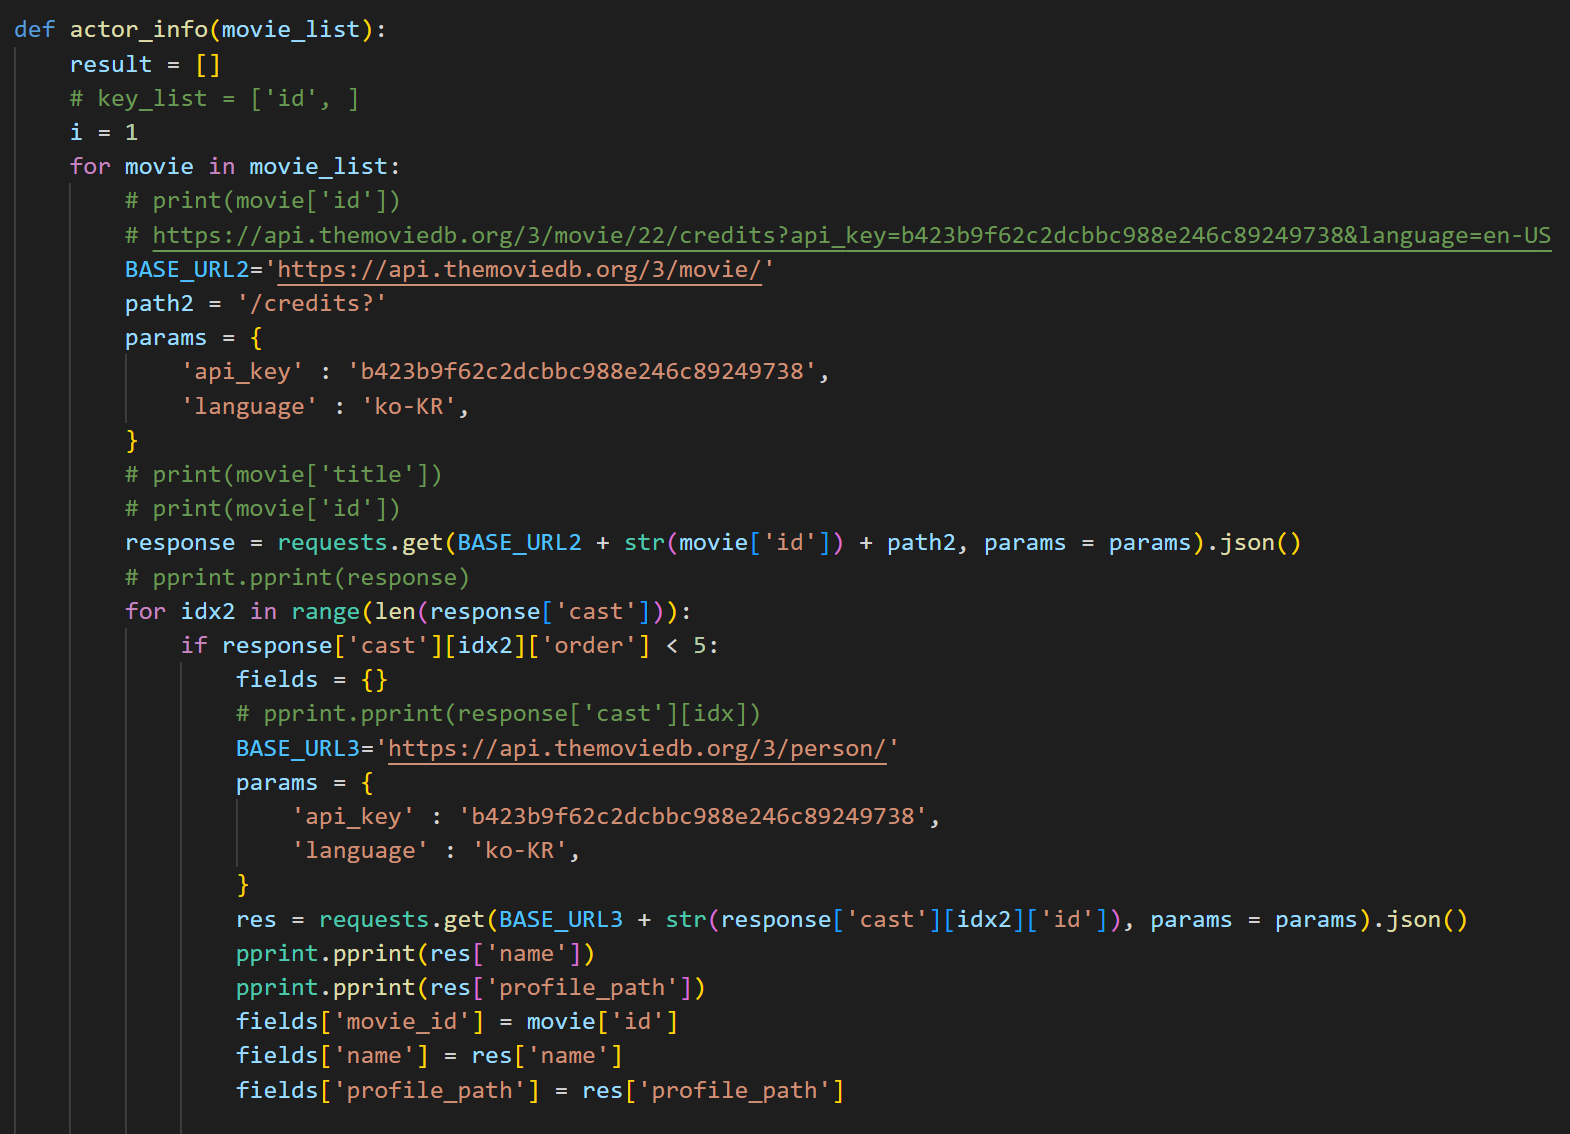 def actor_info(movie_list):
    result = []
    # key_list = ['id', ]
    i = 1
    for movie in movie_list:
        # print(movie['id'])
        # https://api.themoviedb.org/3/movie/22/credits?api_key=b423b9f62c2dcbbc988e246c89249738&language=en-US
        BASE_URL2='https://api.themoviedb.org/3/movie/'
        path2 = '/credits?'
        params = {
            'api_key' : 'b423b9f62c2dcbbc988e246c89249738',
            'language' : 'ko-KR',
        }
        # print(movie['title'])
        # print(movie['id'])
        response = requests.get(BASE_URL2 + str(movie['id']) + path2, params = params).json()
        # pprint.pprint(response)
        for idx2 in range(len(response['cast'])):
            if response['cast'][idx2]['order'] < 5:
                fields = {}
                # pprint.pprint(response['cast'][idx])
                BASE_URL3='https://api.themoviedb.org/3/person/'
                params = {
                    'api_key' : 'b423b9f62c2dcbbc988e246c89249738',
                    'language' : 'ko-KR',
                }
                res = requests.get(BASE_URL3 + str(response['cast'][idx2]['id']), params = params).json()
                pprint.pprint(res['name'])
                pprint.pprint(res['profile_path'])
                fields['movie_id'] = movie['id']
                fields['name'] = res['name']
                fields['profile_path'] = res['profile_path']